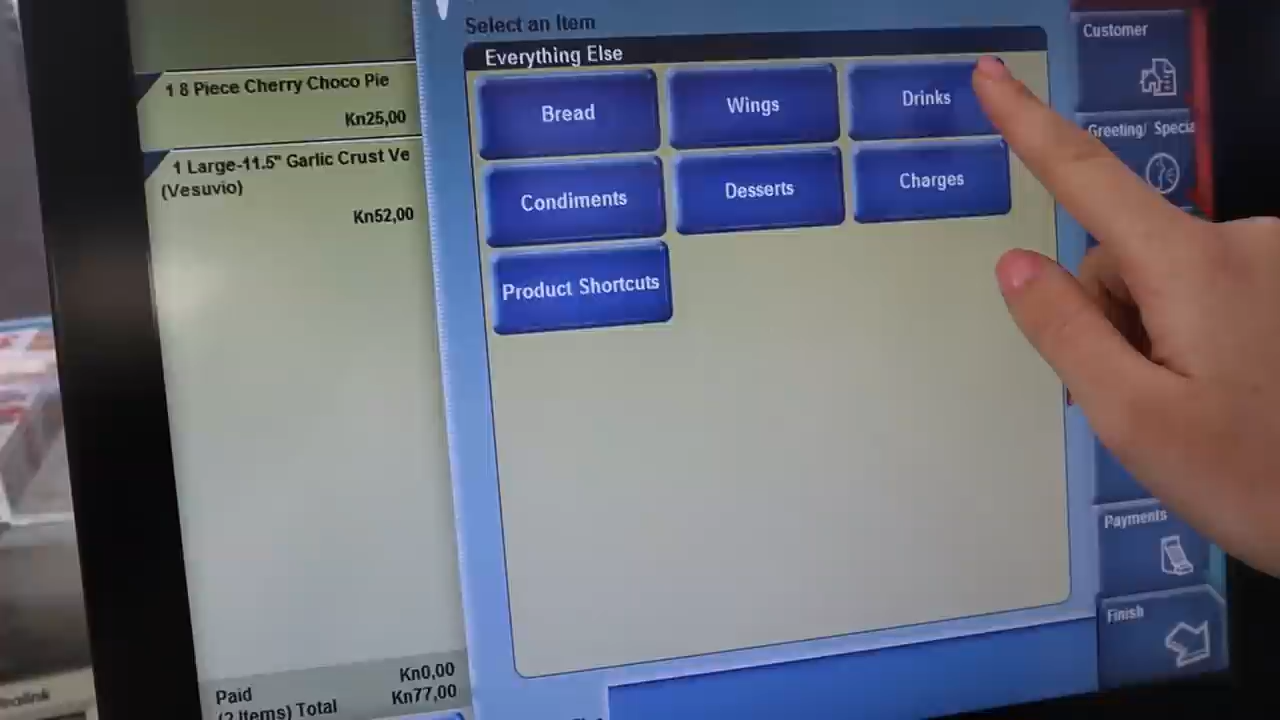 Select an Item
Everything Else
1 8 Piece Cherry Choco Pie
Kn25,00
1 Large-11.5" Garlic Crust Ve
(Vesuvio)
Kn52,00
Bread
Wings
Drinks
Condiments
Desserts
Charges
Product Shortcuts
Customer
Greeting/ Specia
Payments
Finish
Paid
Kn0,00
(2 Items) Total
Kn77,00